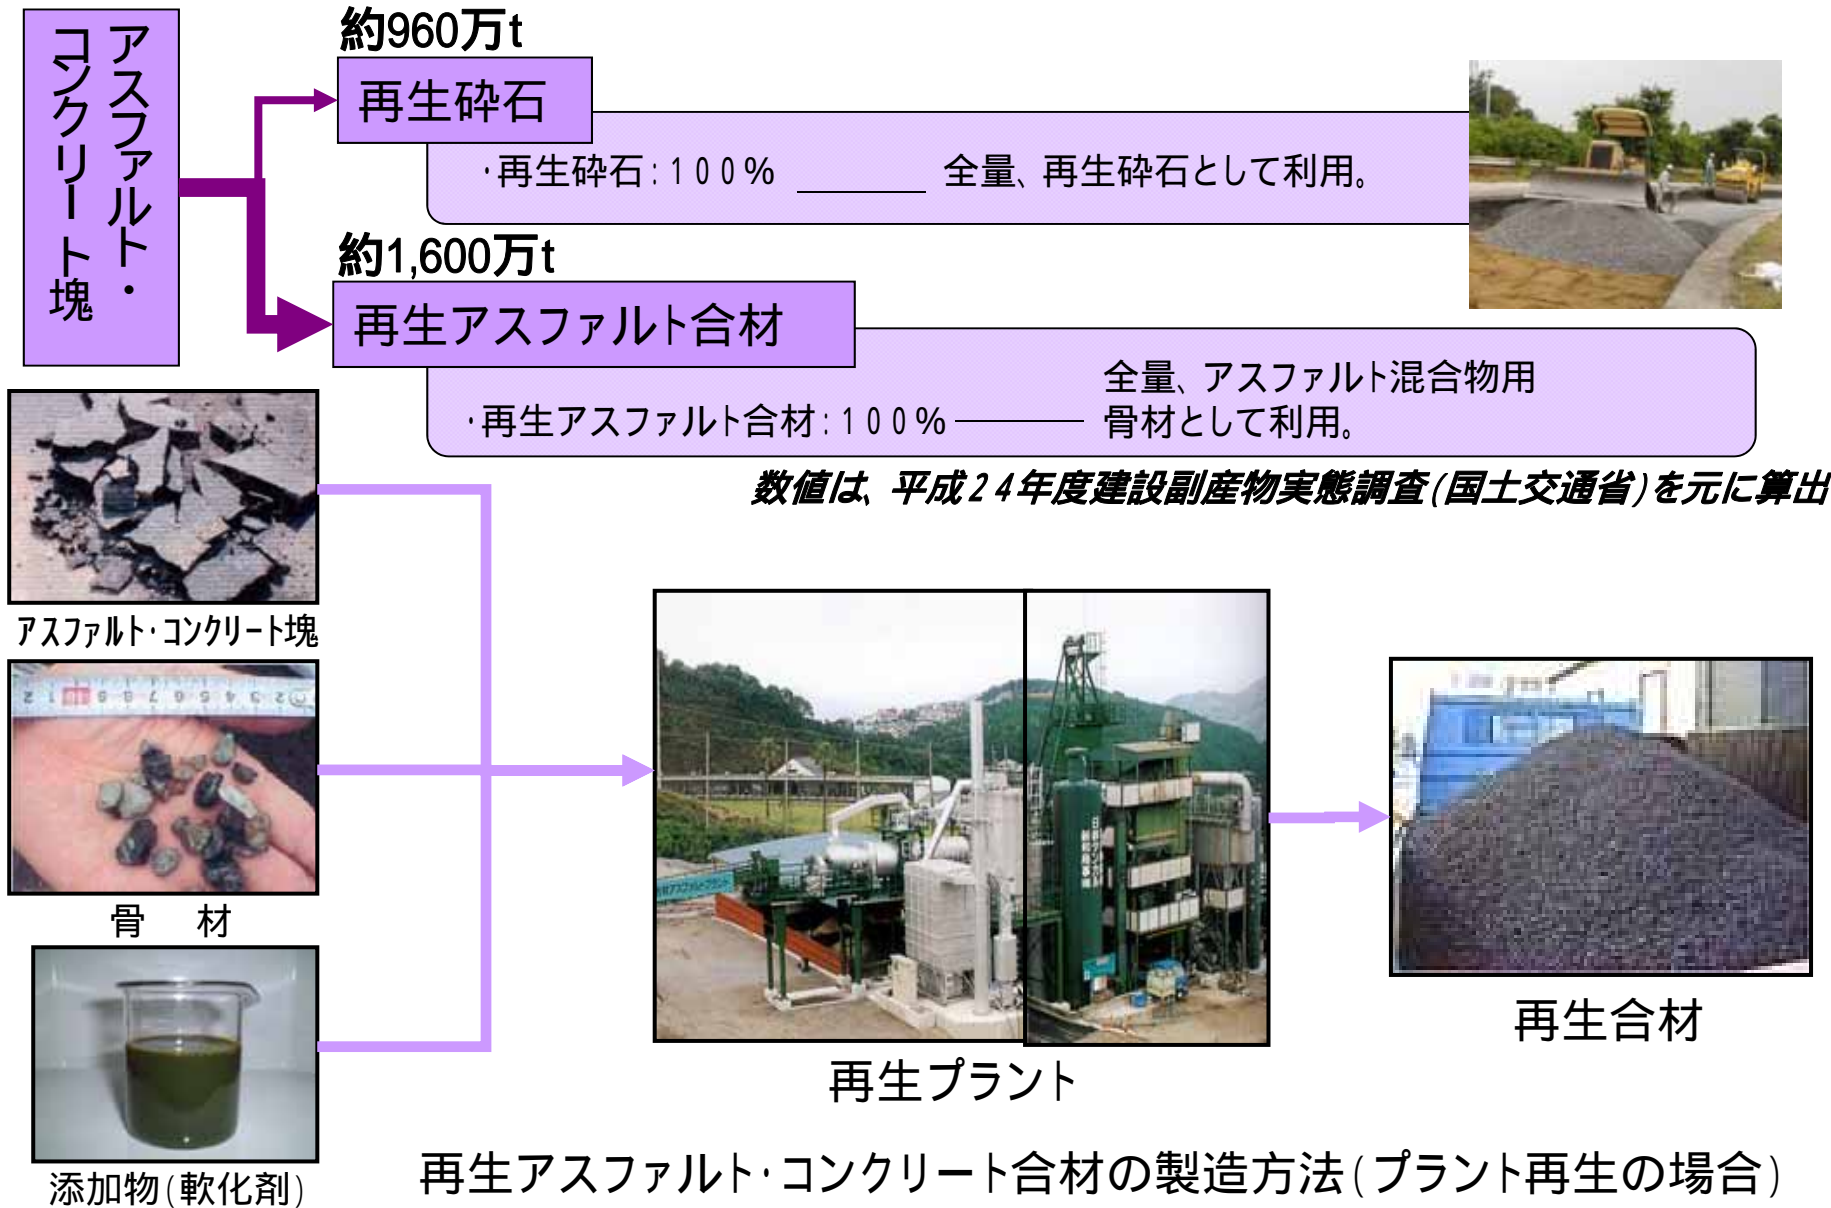 アスファルト・
コンクリート塊
約960万t
再生砕石
・再生砕石:100% 全量、再生砕石として利用。
約1,600万t
再生アスファルト合材
全量、アスファルト混合物用
・再生アスファルト合材:100% 骨材として利用。
数値は、平成24年度建設副産物実態調査(国土交通省)を元に算出
アスファルト・コンクリート塊
骨 材
添加物(軟化剤)
再生プラント
再生合材
再生アスファルト・コンクリート合材の製造方法(プラント再生の場合)